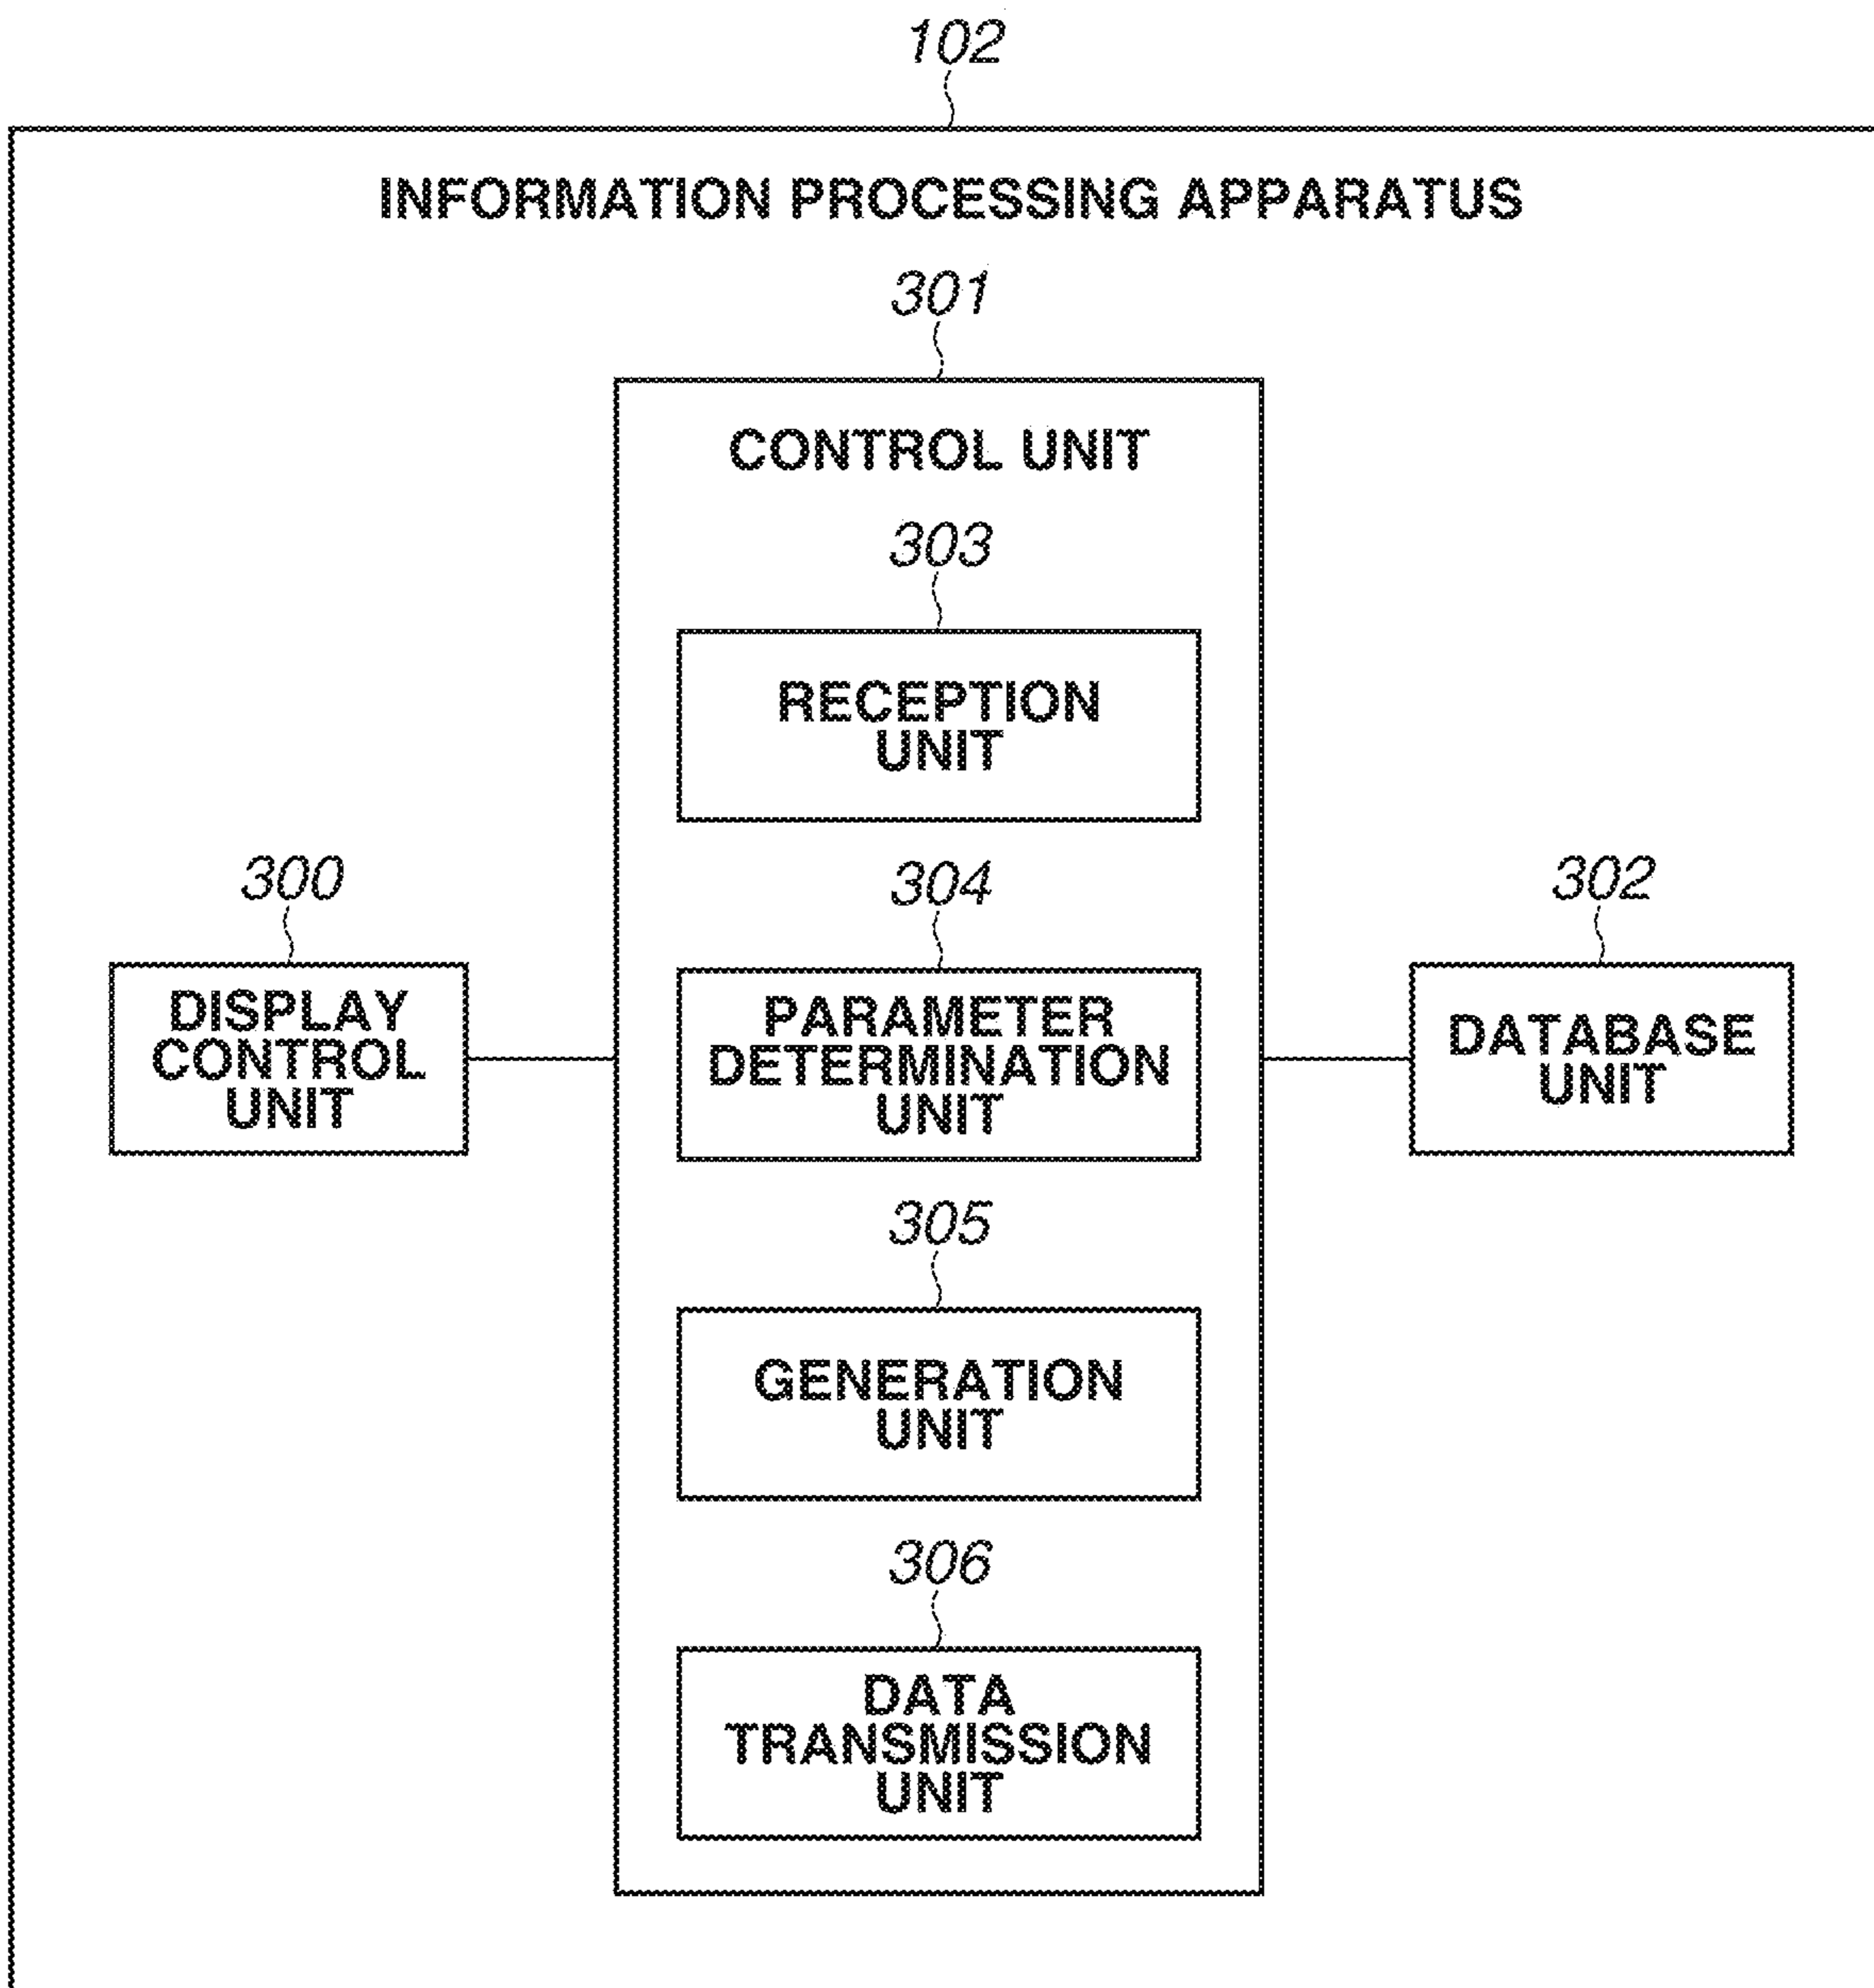 102
INFORMATION PROCESSING APPARATUS
301
CONTROL UNIT
303
RECEPTION
UNIT
300
DISPLAY
CONTROL
UNIT
304
PARAMETER
DETERMINATION
UNIT
302
DATABASE
UNIT
305
GENERATION
UNIT
306
DATA
TRANSMISSION
UNIT